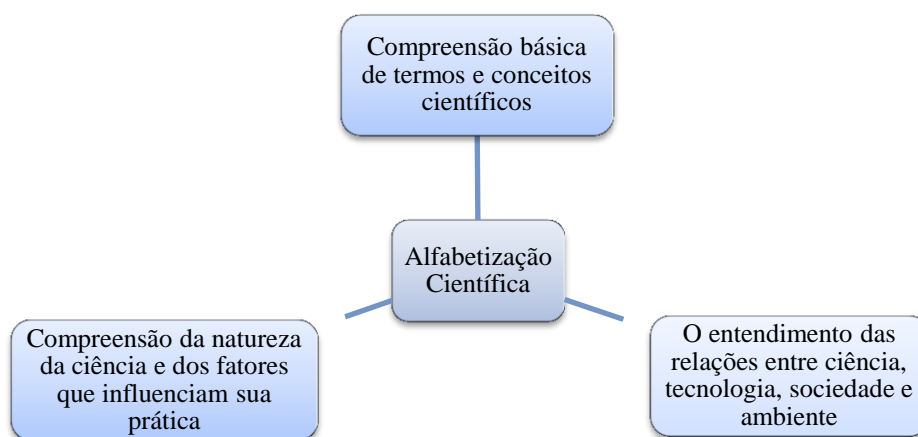 Compreensão básica
de termos e conceitos
científicos
Alfabetização
Científica
Compreensão da natureza
da ciência e dos fatores
que influenciam sua
prática
O entendimento das
relações entre ciência,
tecnologia, sociedade e
ambiente